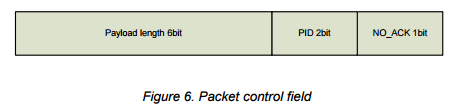 Payload length 6bit PID 2bit NO_ACK 1bit
Figure 6. Packet control field